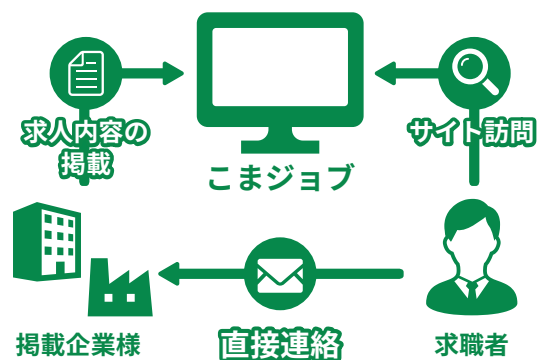 求人内容の
掲載
サイト訪問
こまジョブ
掲載企業様
直接連絡
求職者